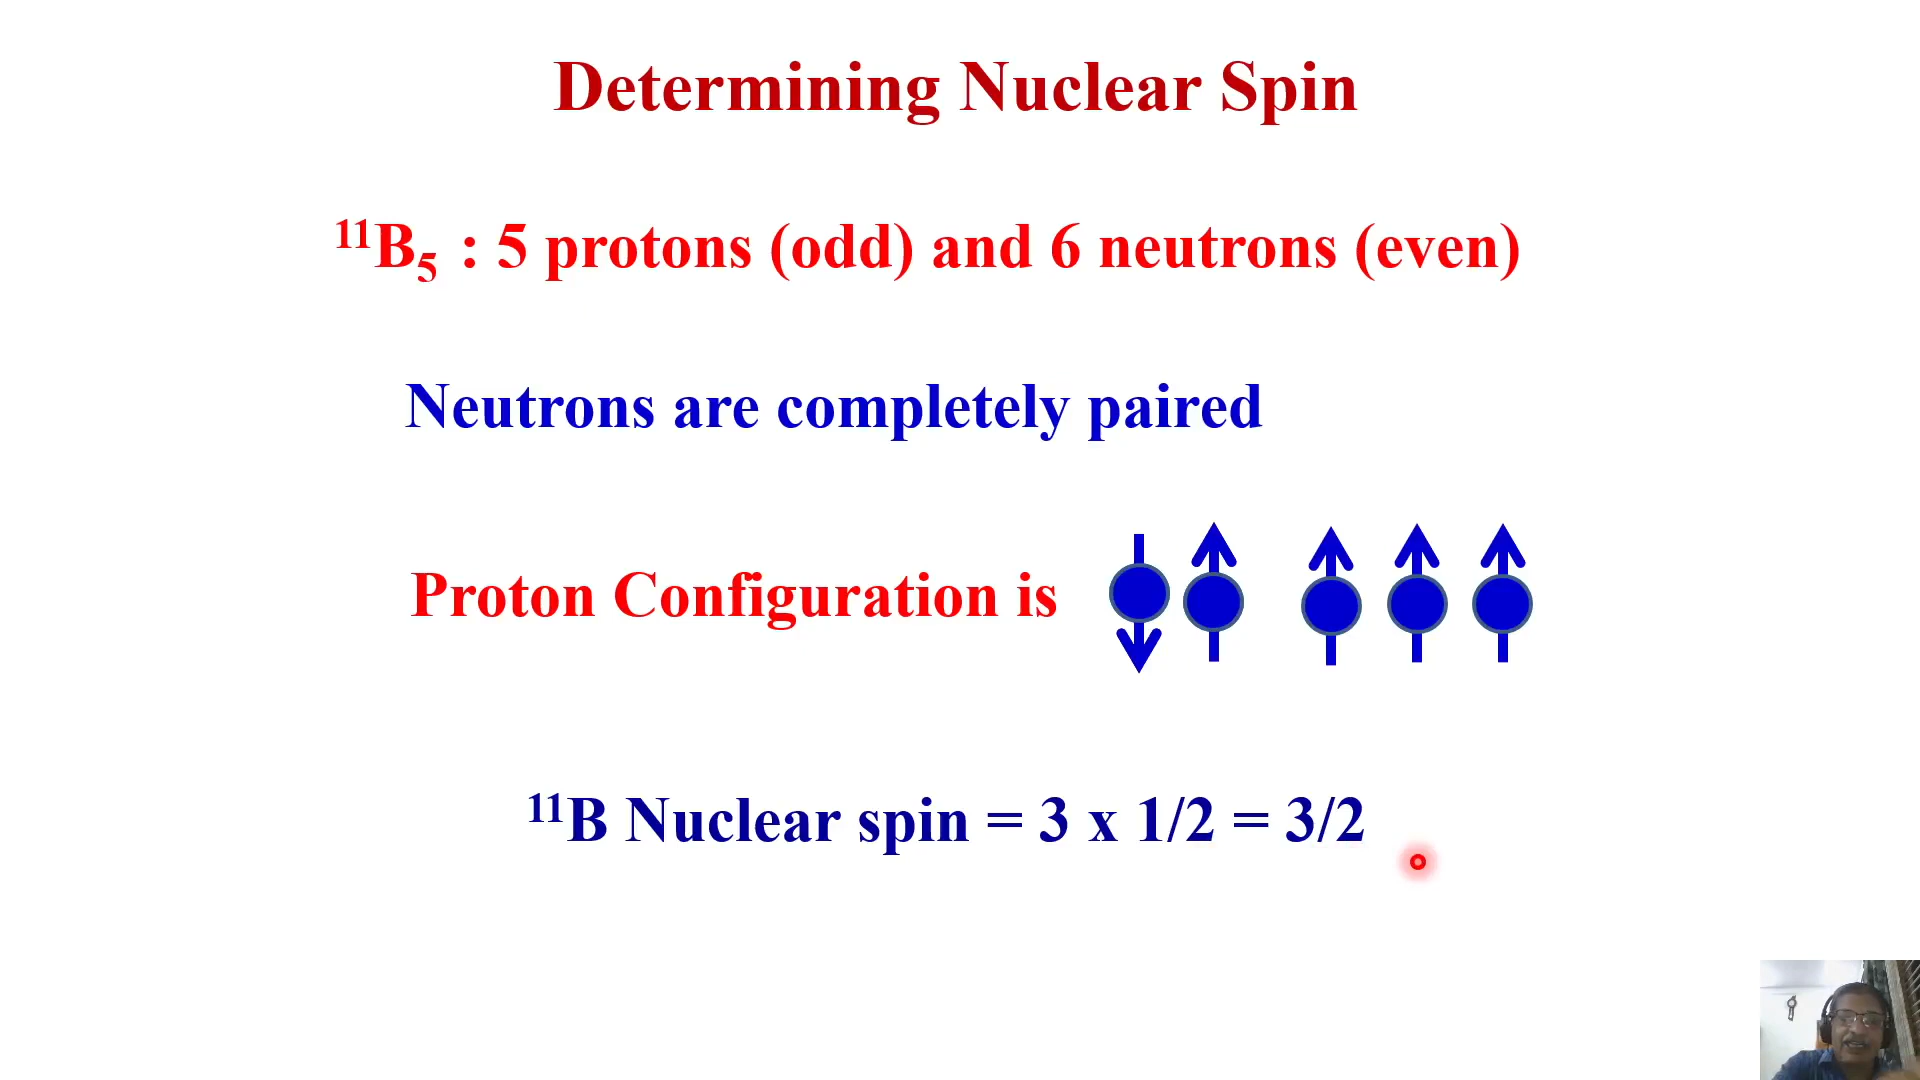 Determining Nuclear Spin
¹¹B₅ : 5 protons (odd) and 6 neutrons (even)
Neutrons are completely paired
Proton Configuration is
¹¹B Nuclear spin = 3 x 1/2 = 3/2